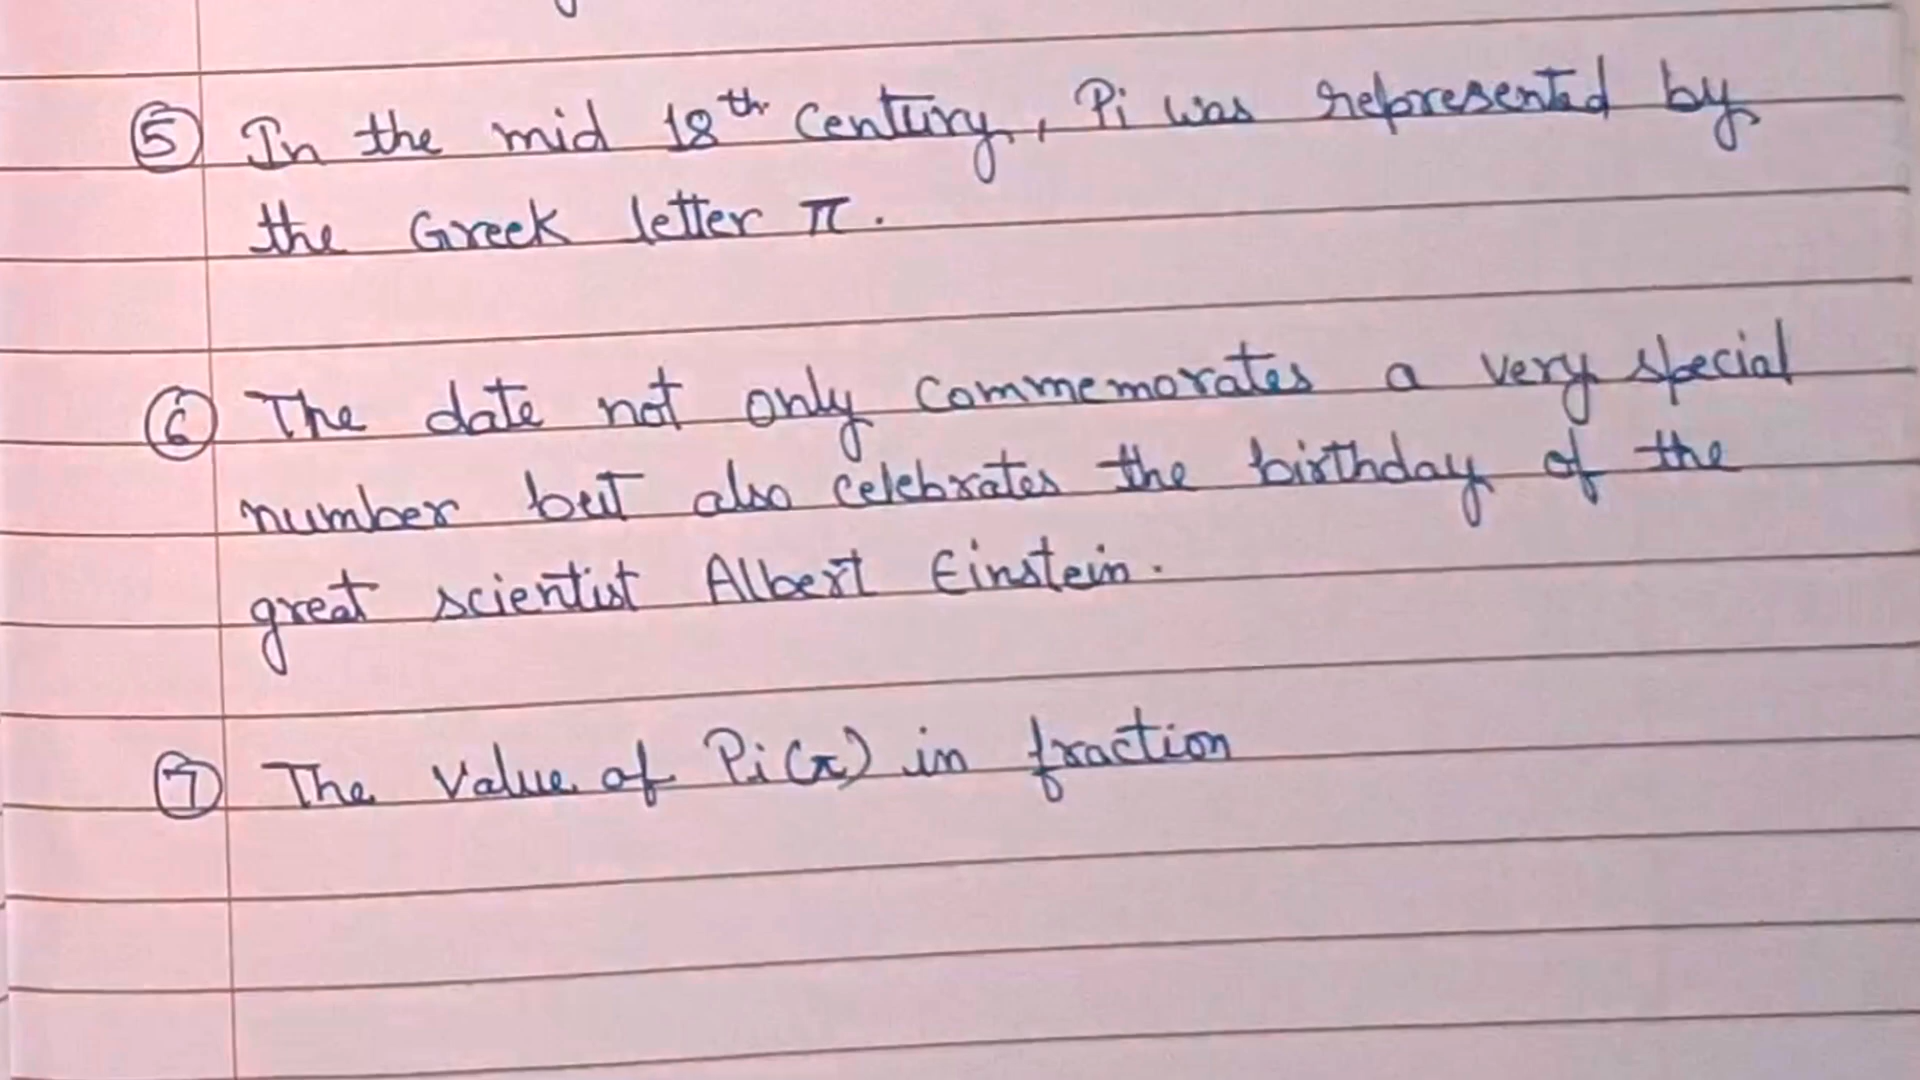 ⑤ In the mid 18th Century, Pi was represented by
the Greek letter π.
⑥ The date not only commemorates a very special
number but also celebrates the birthday of the
great scientist Albert Einstein.
⑦ The value of Pi(π) in fraction